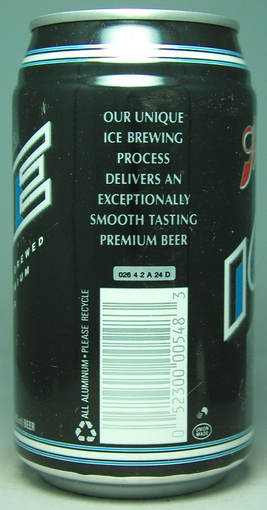 OUR UNIQUE
ICE BREWING
PROCESS
DELIVERS AN
EXCEPTIONALLY
SMOOTH TASTING
PREMIUM BEER
026 4 2 A 24 D
ALL ALUMINUM • PLEASE RECYCLE
0 52300 00548 3
UNION MADE
BEER